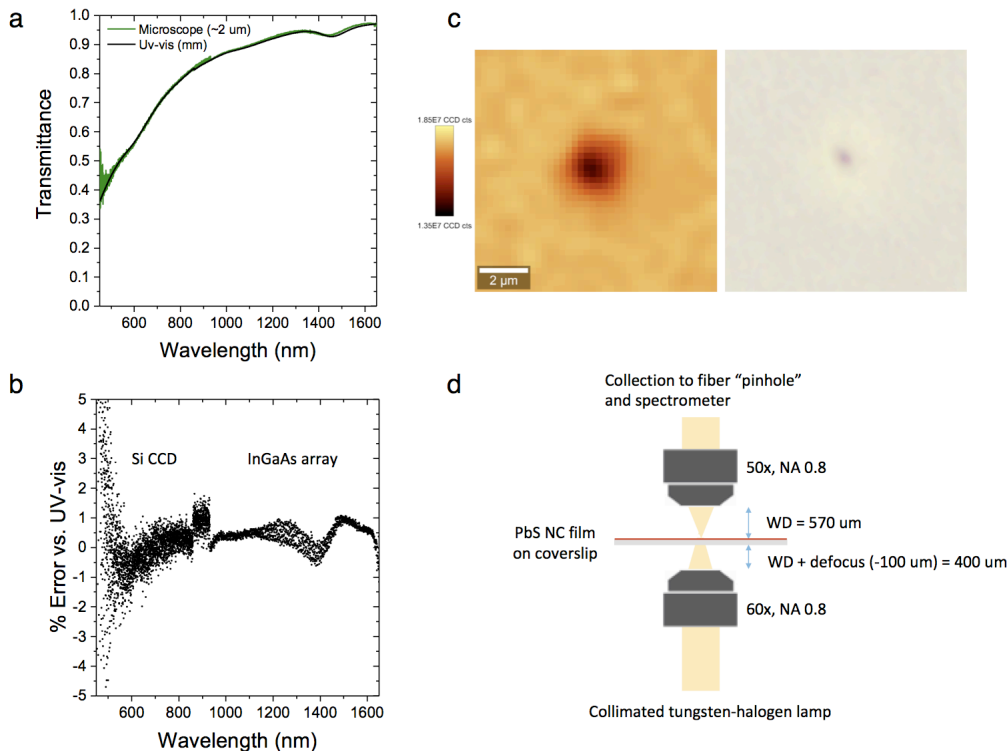 a
Microscope (~2 um)
Uv-vis (mm)
1.0
0.9
0.8
0.7
0.6
0.5
0.4
0.3
0.2
0.1
0.0
Transmittance
600 800 1000 1200 1400 1600
Wavelength (nm)
b
5
4
3
2
1
0
-1
-2
-3
-4
-5
% Error vs. UV-vis
Si CCD
InGaAs array
600 800 1000 1200 1400 1600
Wavelength (nm)
c
1.85E7 CCD cts
1.35E7 CCD cts
2 µm
d
Collection to fiber “pinhole”
and spectrometer
50x, NA 0.8
WD = 570 um
PbS NC film
on coverslip
WD + defocus (-100 um) = 400 um
60x, NA 0.8
Collimated tungsten-halogen lamp